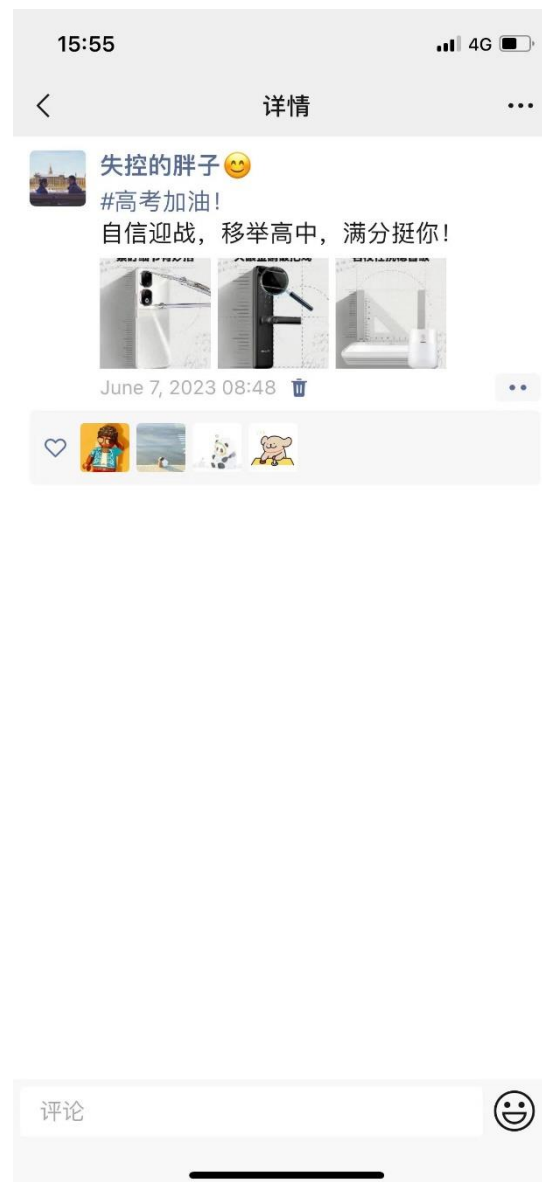 15:55
4G
详情
失控的胖子😊
#高考加油！
自信迎战，移举高中，满分挺你！
June 7, 2023 08:48
评论